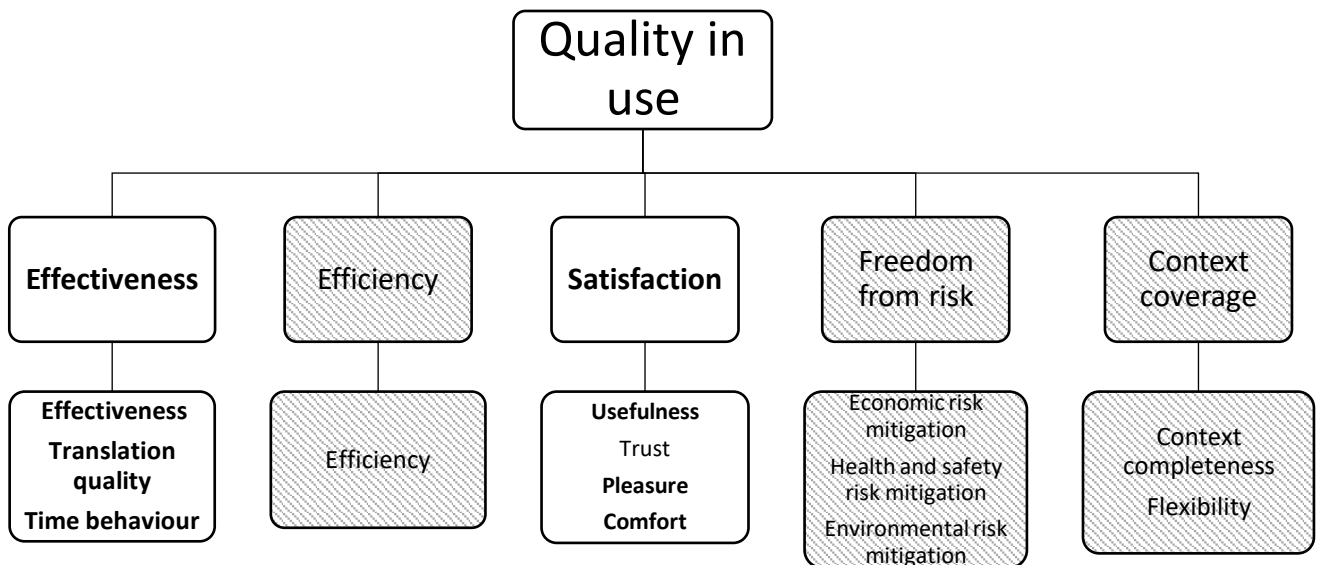 Quality in
use
Effectiveness
Efficiency
Satisfaction
Freedom
from risk
Context
coverage
Effectiveness
Translation
quality
Time behaviour
Efficiency
Usefulness
Trust
Pleasure
Comfort
Economic risk
mitigation
Health and safety
risk mitigation
Environmental risk
mitigation
Context
completeness
Flexibility